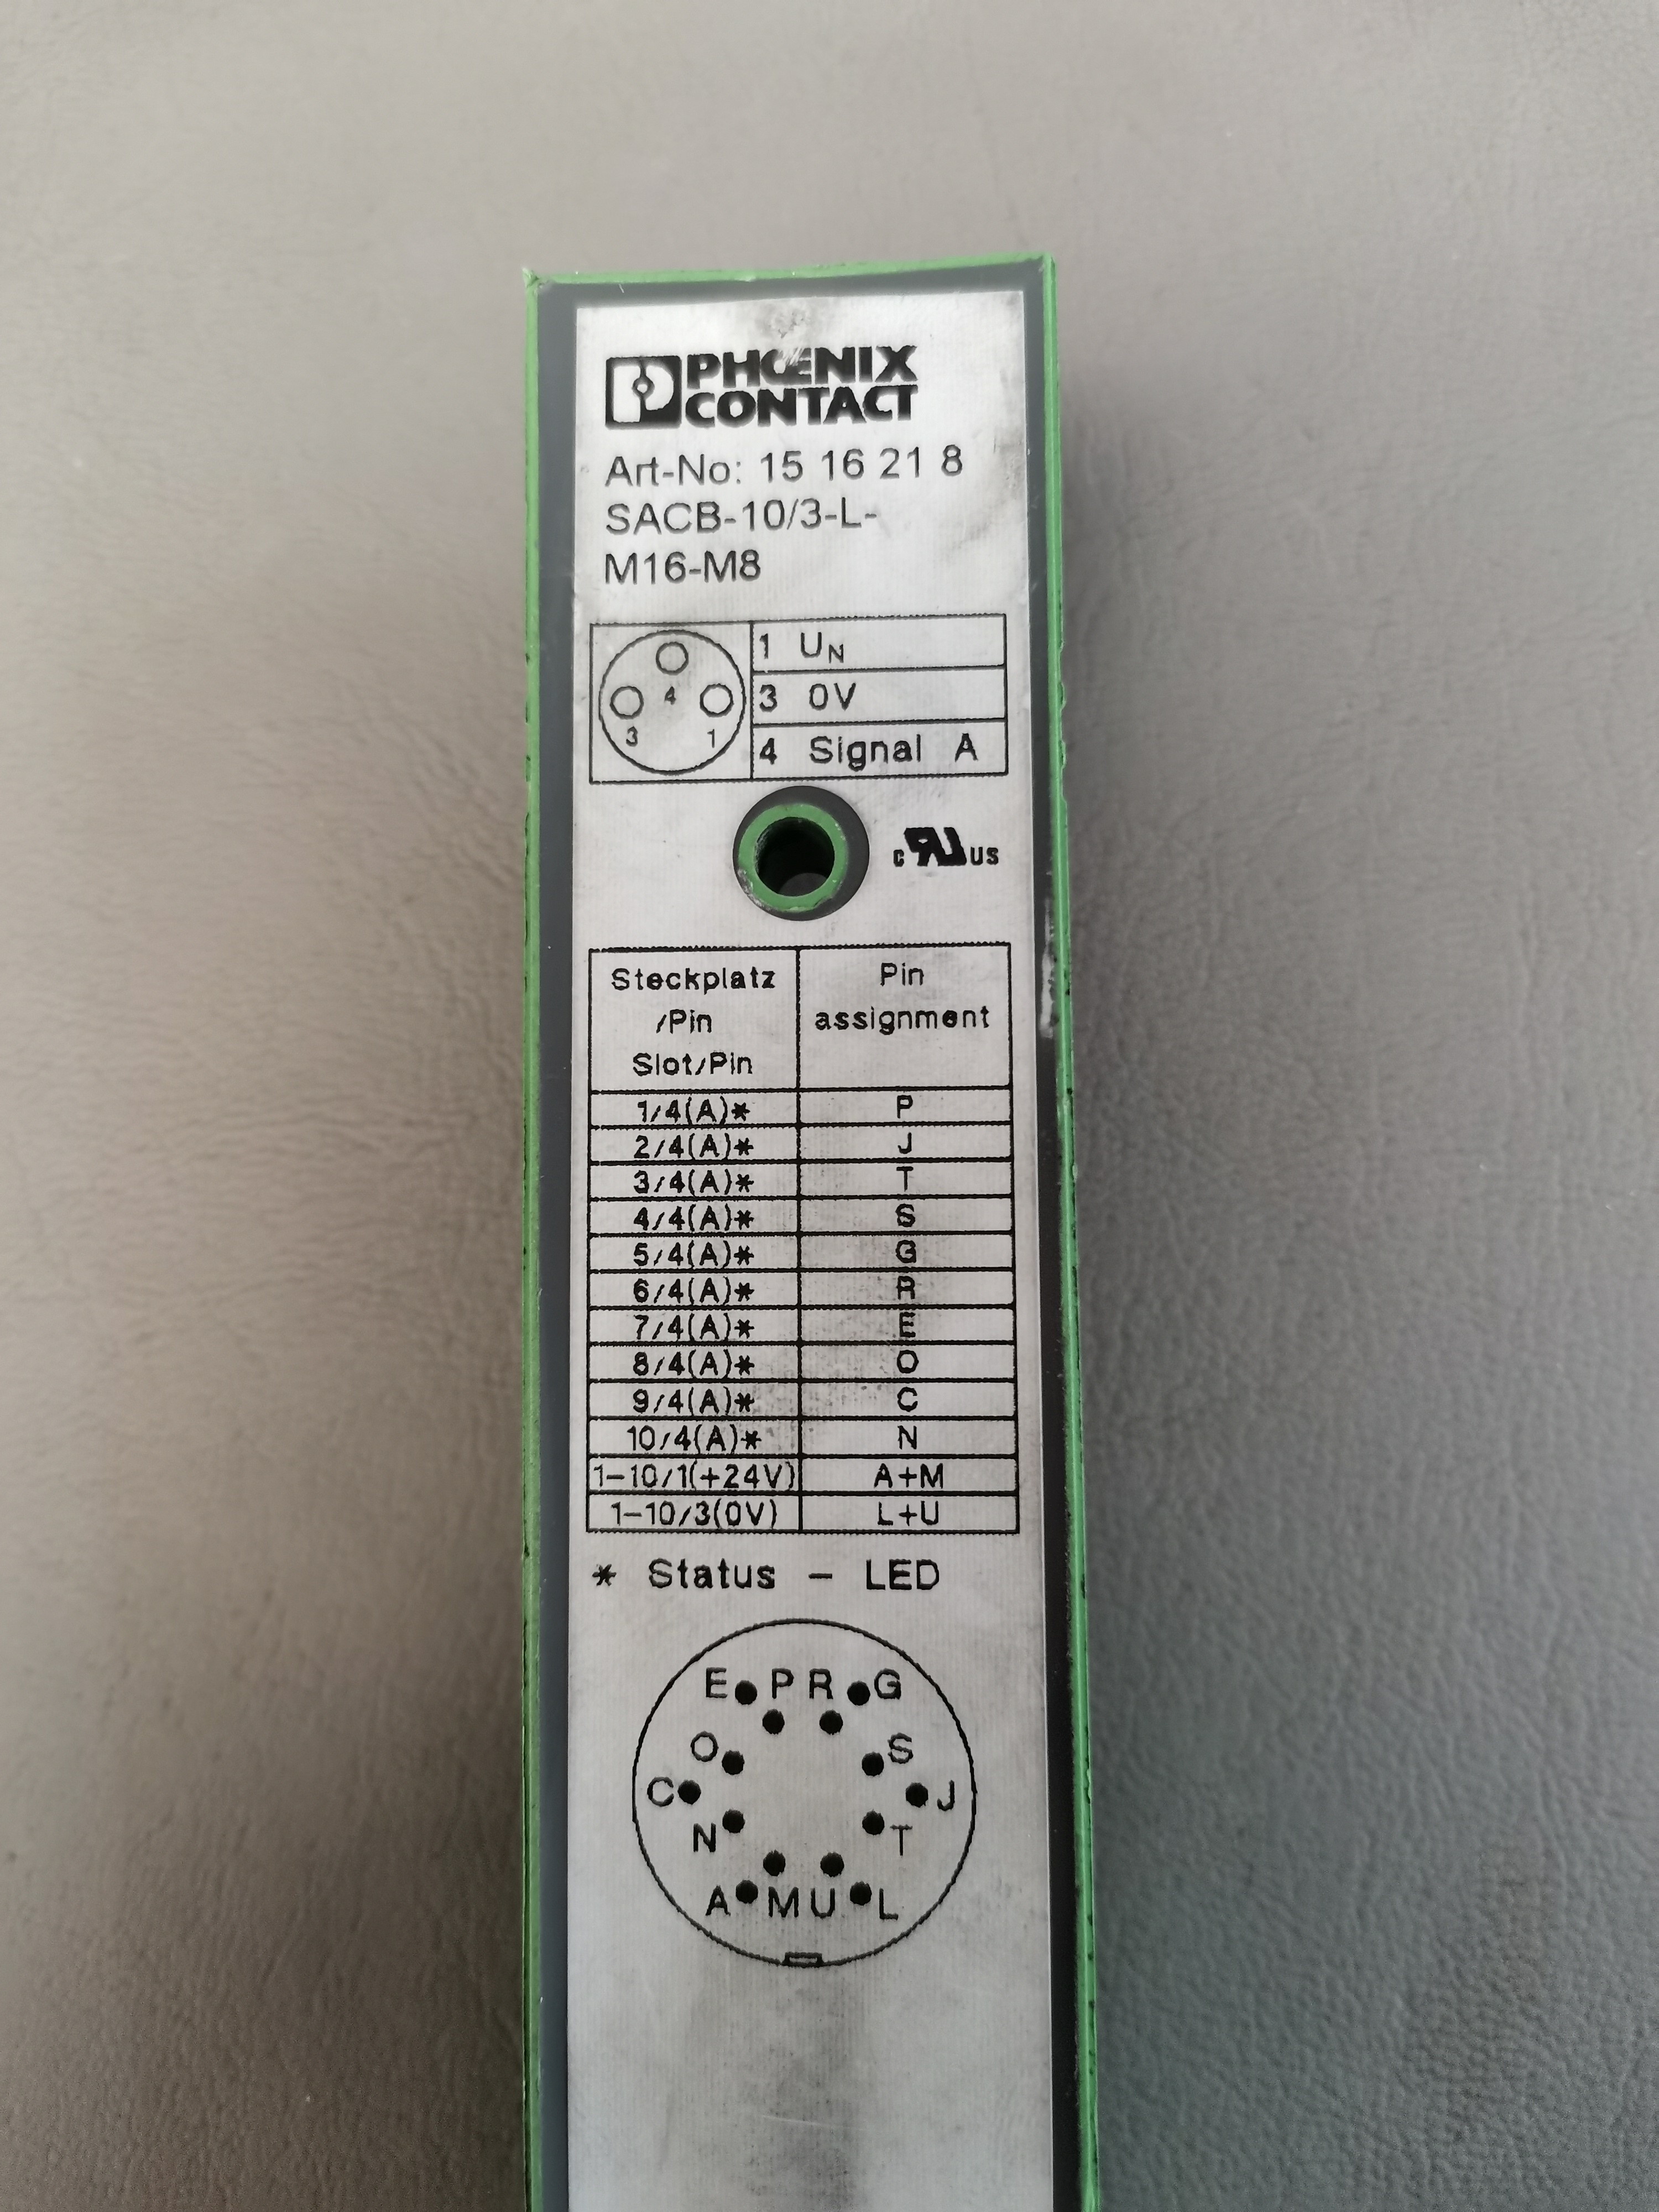 PHŒNIX
CONTACT
Art-No: 15 16 21 8
SACB-10/3-L-
M16-M8
4
3 1
1 UN
3 0V
4 Signal A
c RU US
Steckplatz
/Pin
Slot/Pin
Pin
assignment
1/4(A)* P
2/4(A)* J
3/4(A)* T
4/4(A)* S
5/4(A)* G
6/4(A)* R
7/4(A)* E
8/4(A)* O
9/4(A)* C
10/4(A)* N
1-10/1(+24V) A+M
1-10/3(0V) L+U
* Status - LED
E P R G
O S
C J
N T
A M U L